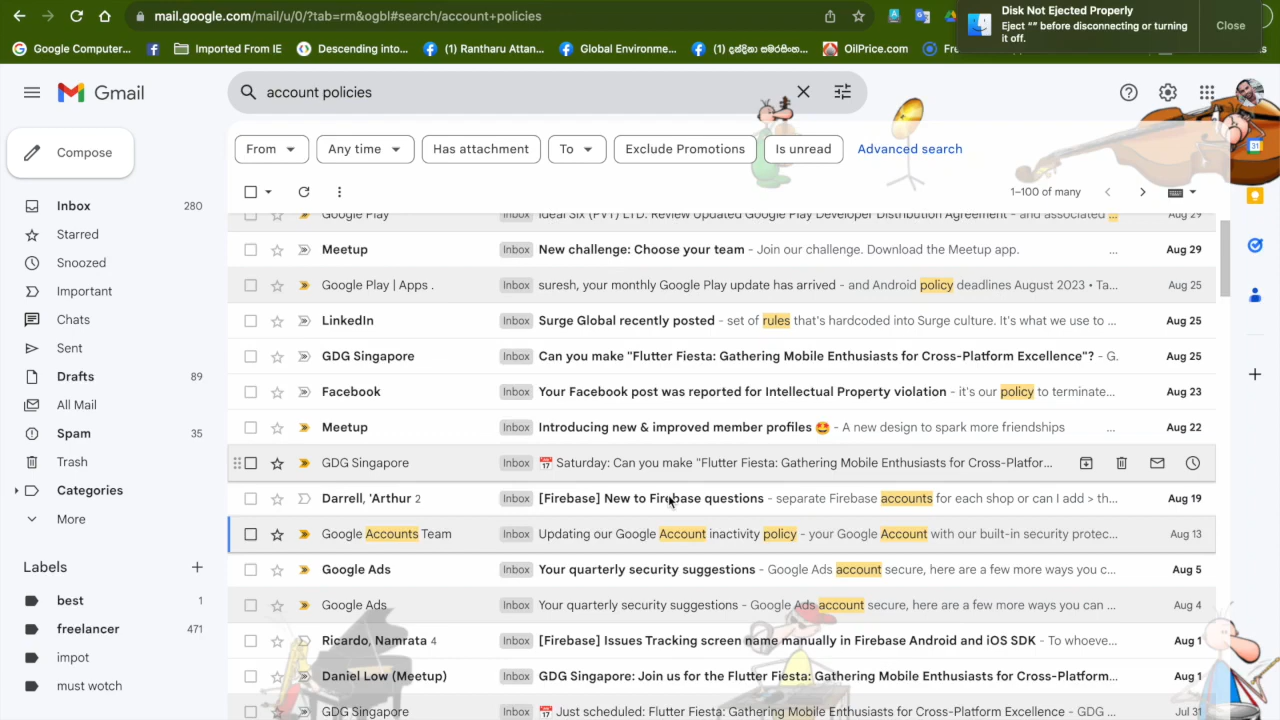 mail.google.com/mail/u/0/?tab=rm&ogbl#search/account+policies
Disk Not Ejected Properly
Eject “” before disconnecting or turning
it off.
Close
Google Computer...
Imported From IE
Descending into...
(1) Rantharu Attan...
Global Environme...
OilPrice.com
Gmail
account policies
Compose
From
Any time
Has attachment
To
Exclude Promotions
Is unread
Advanced search
1–100 of many
Inbox 280
Starred
Snoozed
Important
Chats
Sent
Drafts 89
All Mail
Spam 35
Trash
Categories
More
Labels
best 1
freelancer 471
impot
must watch
Google Play Inbox Ideal Six (PVT) LTD: Review Updated Google Play Developer Distribution Agreement - and associated ... Aug 29
Meetup Inbox New challenge: Choose your team - Join our challenge. Download the Meetup app. ... Aug 29
Google Play | Apps . Inbox suresh, your monthly Google Play update has arrived - and Android policy deadlines August 2023 • Ta... Aug 25
LinkedIn Inbox Surge Global recently posted - set of rules that's hardcoded into Surge culture. It's what we use to ... Aug 25
GDG Singapore Inbox Can you make "Flutter Fiesta: Gathering Mobile Enthusiasts for Cross-Platform Excellence"? - G. Aug 25
Facebook Inbox Your Facebook post was reported for Intellectual Property violation - it's our policy to terminate... Aug 23
Meetup Inbox Introducing new & improved member profiles 🤩 - A new design to spark more friendships ... Aug 22
GDG Singapore Inbox 📅 Saturday: Can you make "Flutter Fiesta: Gathering Mobile Enthusiasts for Cross-Platfor...
Darrell, 'Arthur 2 Inbox [Firebase] New to Firebase questions - separate Firebase accounts for each shop or can I add > th... Aug 19
Google Accounts Team Inbox Updating our Google Account inactivity policy - your Google Account with our built-in security protec... Aug 13
Google Ads Inbox Your quarterly security suggestions - Google Ads account secure, here are a few more ways you c... Aug 5
Google Ads Inbox Your quarterly security suggestions - Google Ads account secure, here are a few more ways you can ... Aug 4
Ricardo, Namrata 4 Inbox [Firebase] Issues Tracking screen name manually in Firebase Android and iOS SDK - To whoeve... Aug 1
Daniel Low (Meetup) Inbox GDG Singapore: Join us for the Flutter Fiesta: Gathering Mobile Enthusiasts for Cross-Platform... Aug 1
GDG Singapore Inbox 📅 Just scheduled: Flutter Fiesta: Gathering Mobile Enthusiasts for Cross-Platform Excellence - GDG ... Jul 31